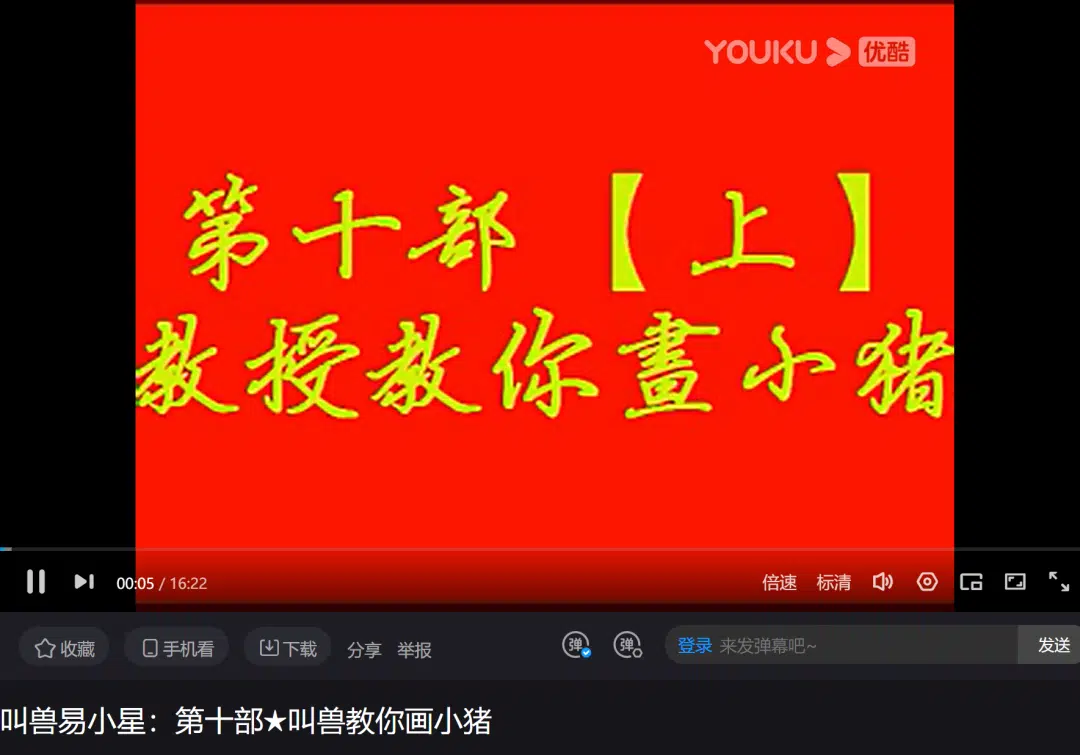 YOUKU 优酷
第十部【上】
教授教你畫小猪
00:05 / 16:22 倍速 标清
收藏 手机看 下载 分享 举报 弹 弹 登录 来发弹幕吧~ 发送
叫兽易小星：第十部★叫兽教你画小猪